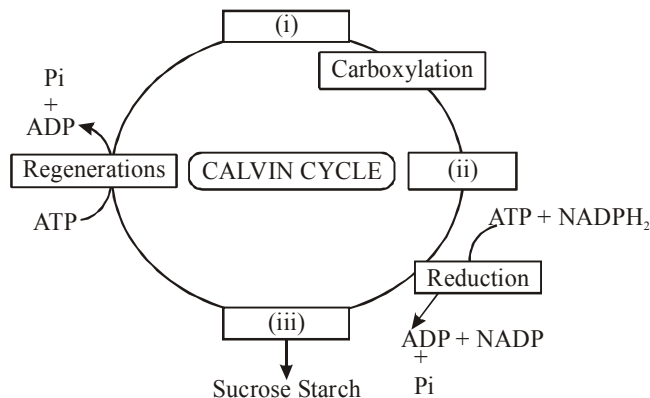 (i)
Carboxylation
Pi
+
ADP
Regenerations
CALVIN CYCLE
(ii)
ATP
ATP + NADPH₂
Reduction
(iii)
ADP + NADP
+
Pi
Sucrose Starch